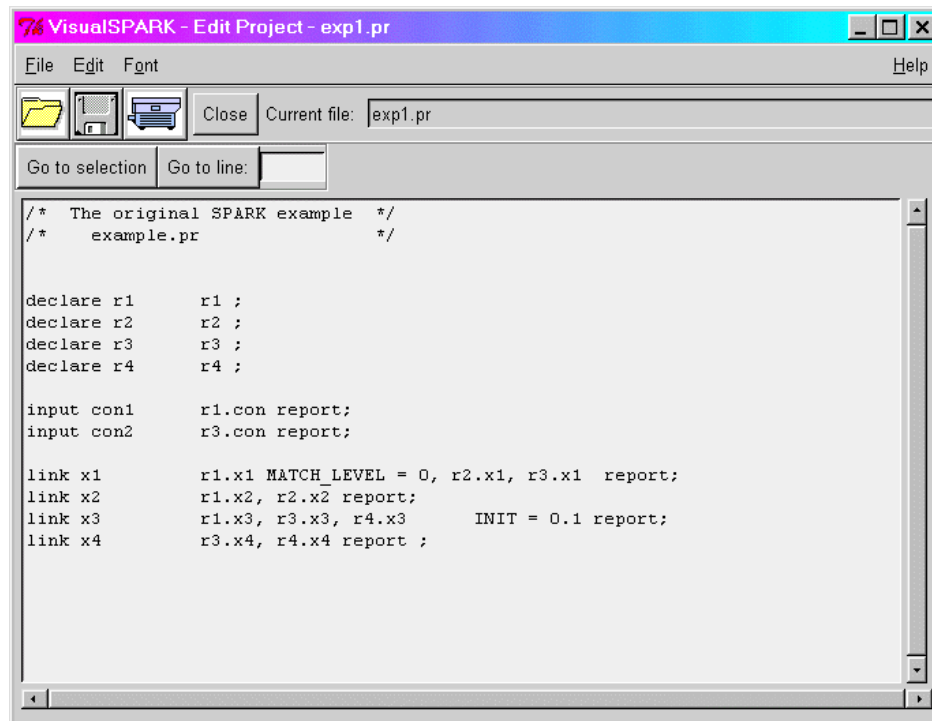 VisualSPARK - Edit Project - exp1.pr
File Edit Font Help
Close Current file: exp1.pr
Go to selection Go to line:
/*  The original SPARK example  */
/*    example.pr                */
declare r1      r1 ;
declare r2      r2 ;
declare r3      r3 ;
declare r4      r4 ;
input con1      r1.con report;
input con2      r3.con report;
link x1         r1.x1 MATCH_LEVEL = 0, r2.x1, r3.x1  report;
link x2         r1.x2, r2.x2 report;
link x3         r1.x3, r3.x3, r4.x3      INIT = 0.1 report;
link x4         r3.x4, r4.x4 report ;